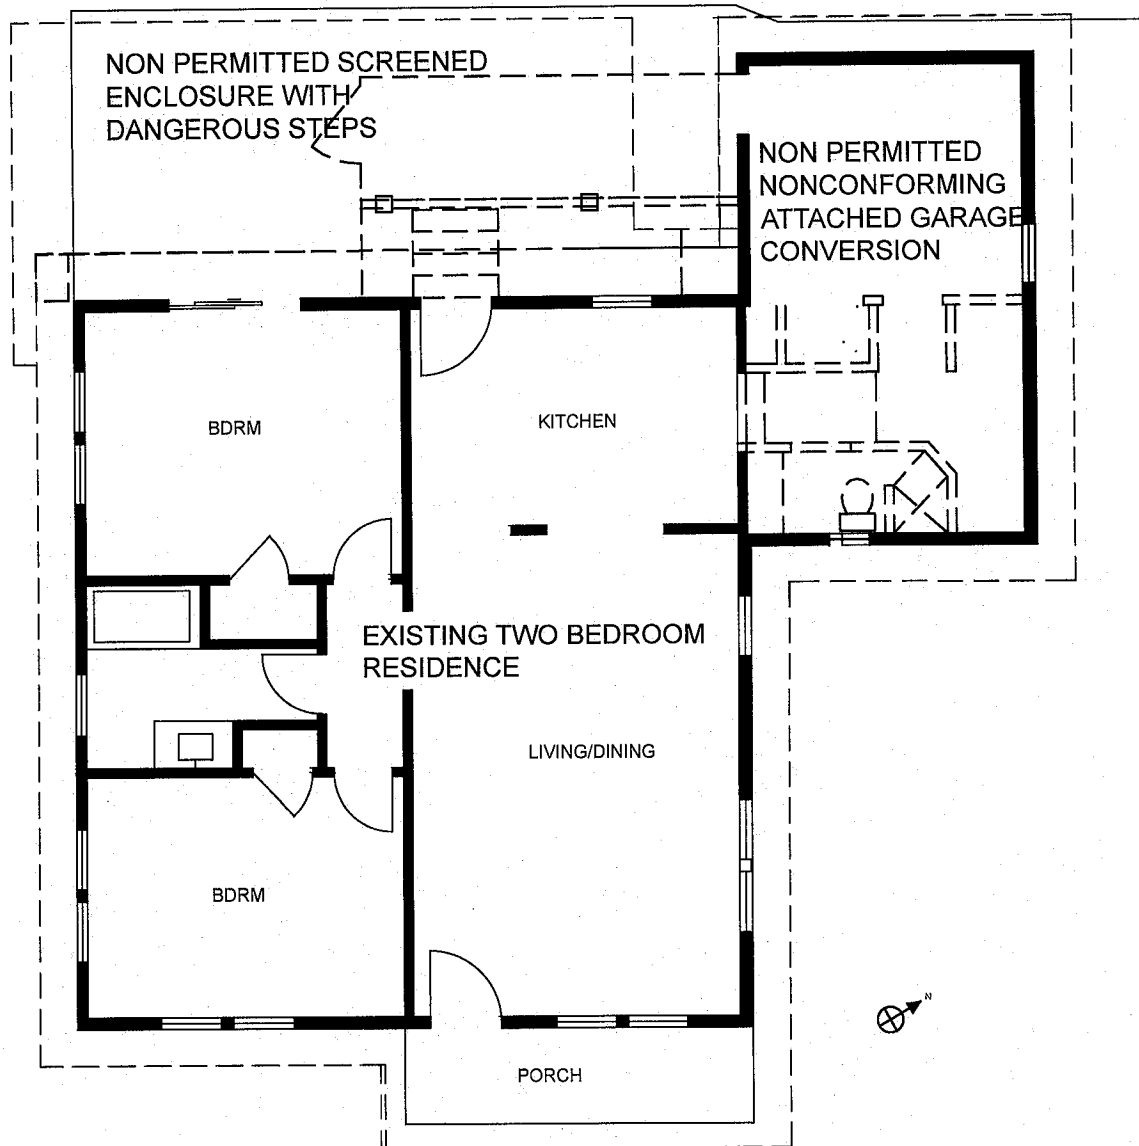 NON PERMITTED SCREENED
ENCLOSURE WITH
DANGEROUS STEPS
NON PERMITTED
NONCONFORMING
ATTACHED GARAGE
CONVERSION
BDRM
KITCHEN
EXISTING TWO BEDROOM
RESIDENCE
LIVING/DINING
BDRM
N
PORCH